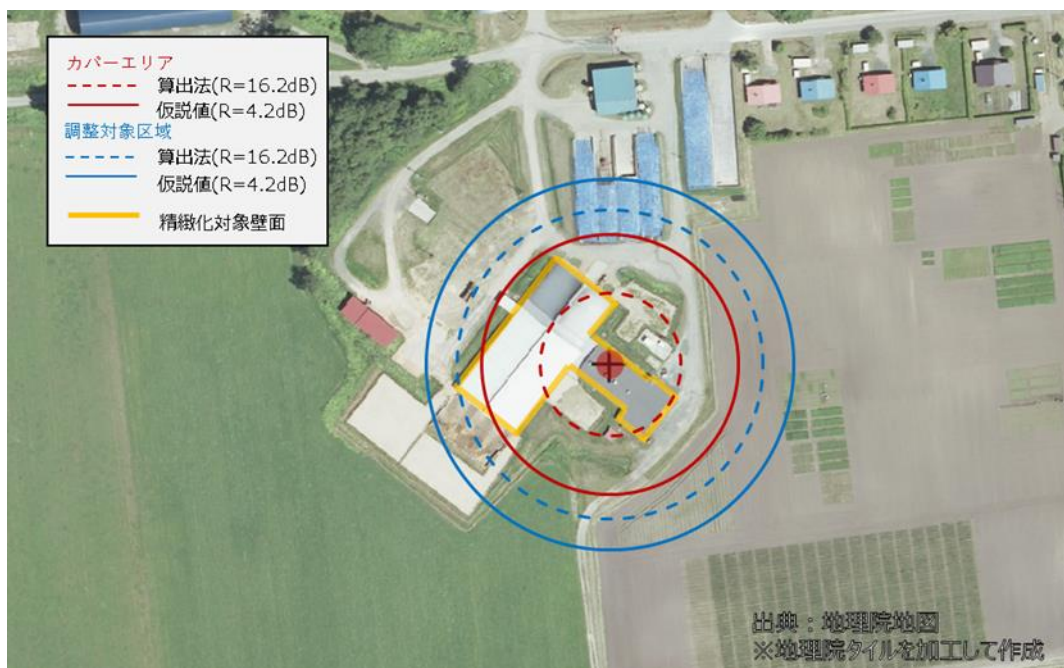 カバーエリア
算出法(R=16.2dB)
仮説値(R=4.2dB)
調整対象区域
算出法(R=16.2dB)
仮説値(R=4.2dB)
精緻化対象壁面
出典：地理院地図
※地理院タイルを加工して作成